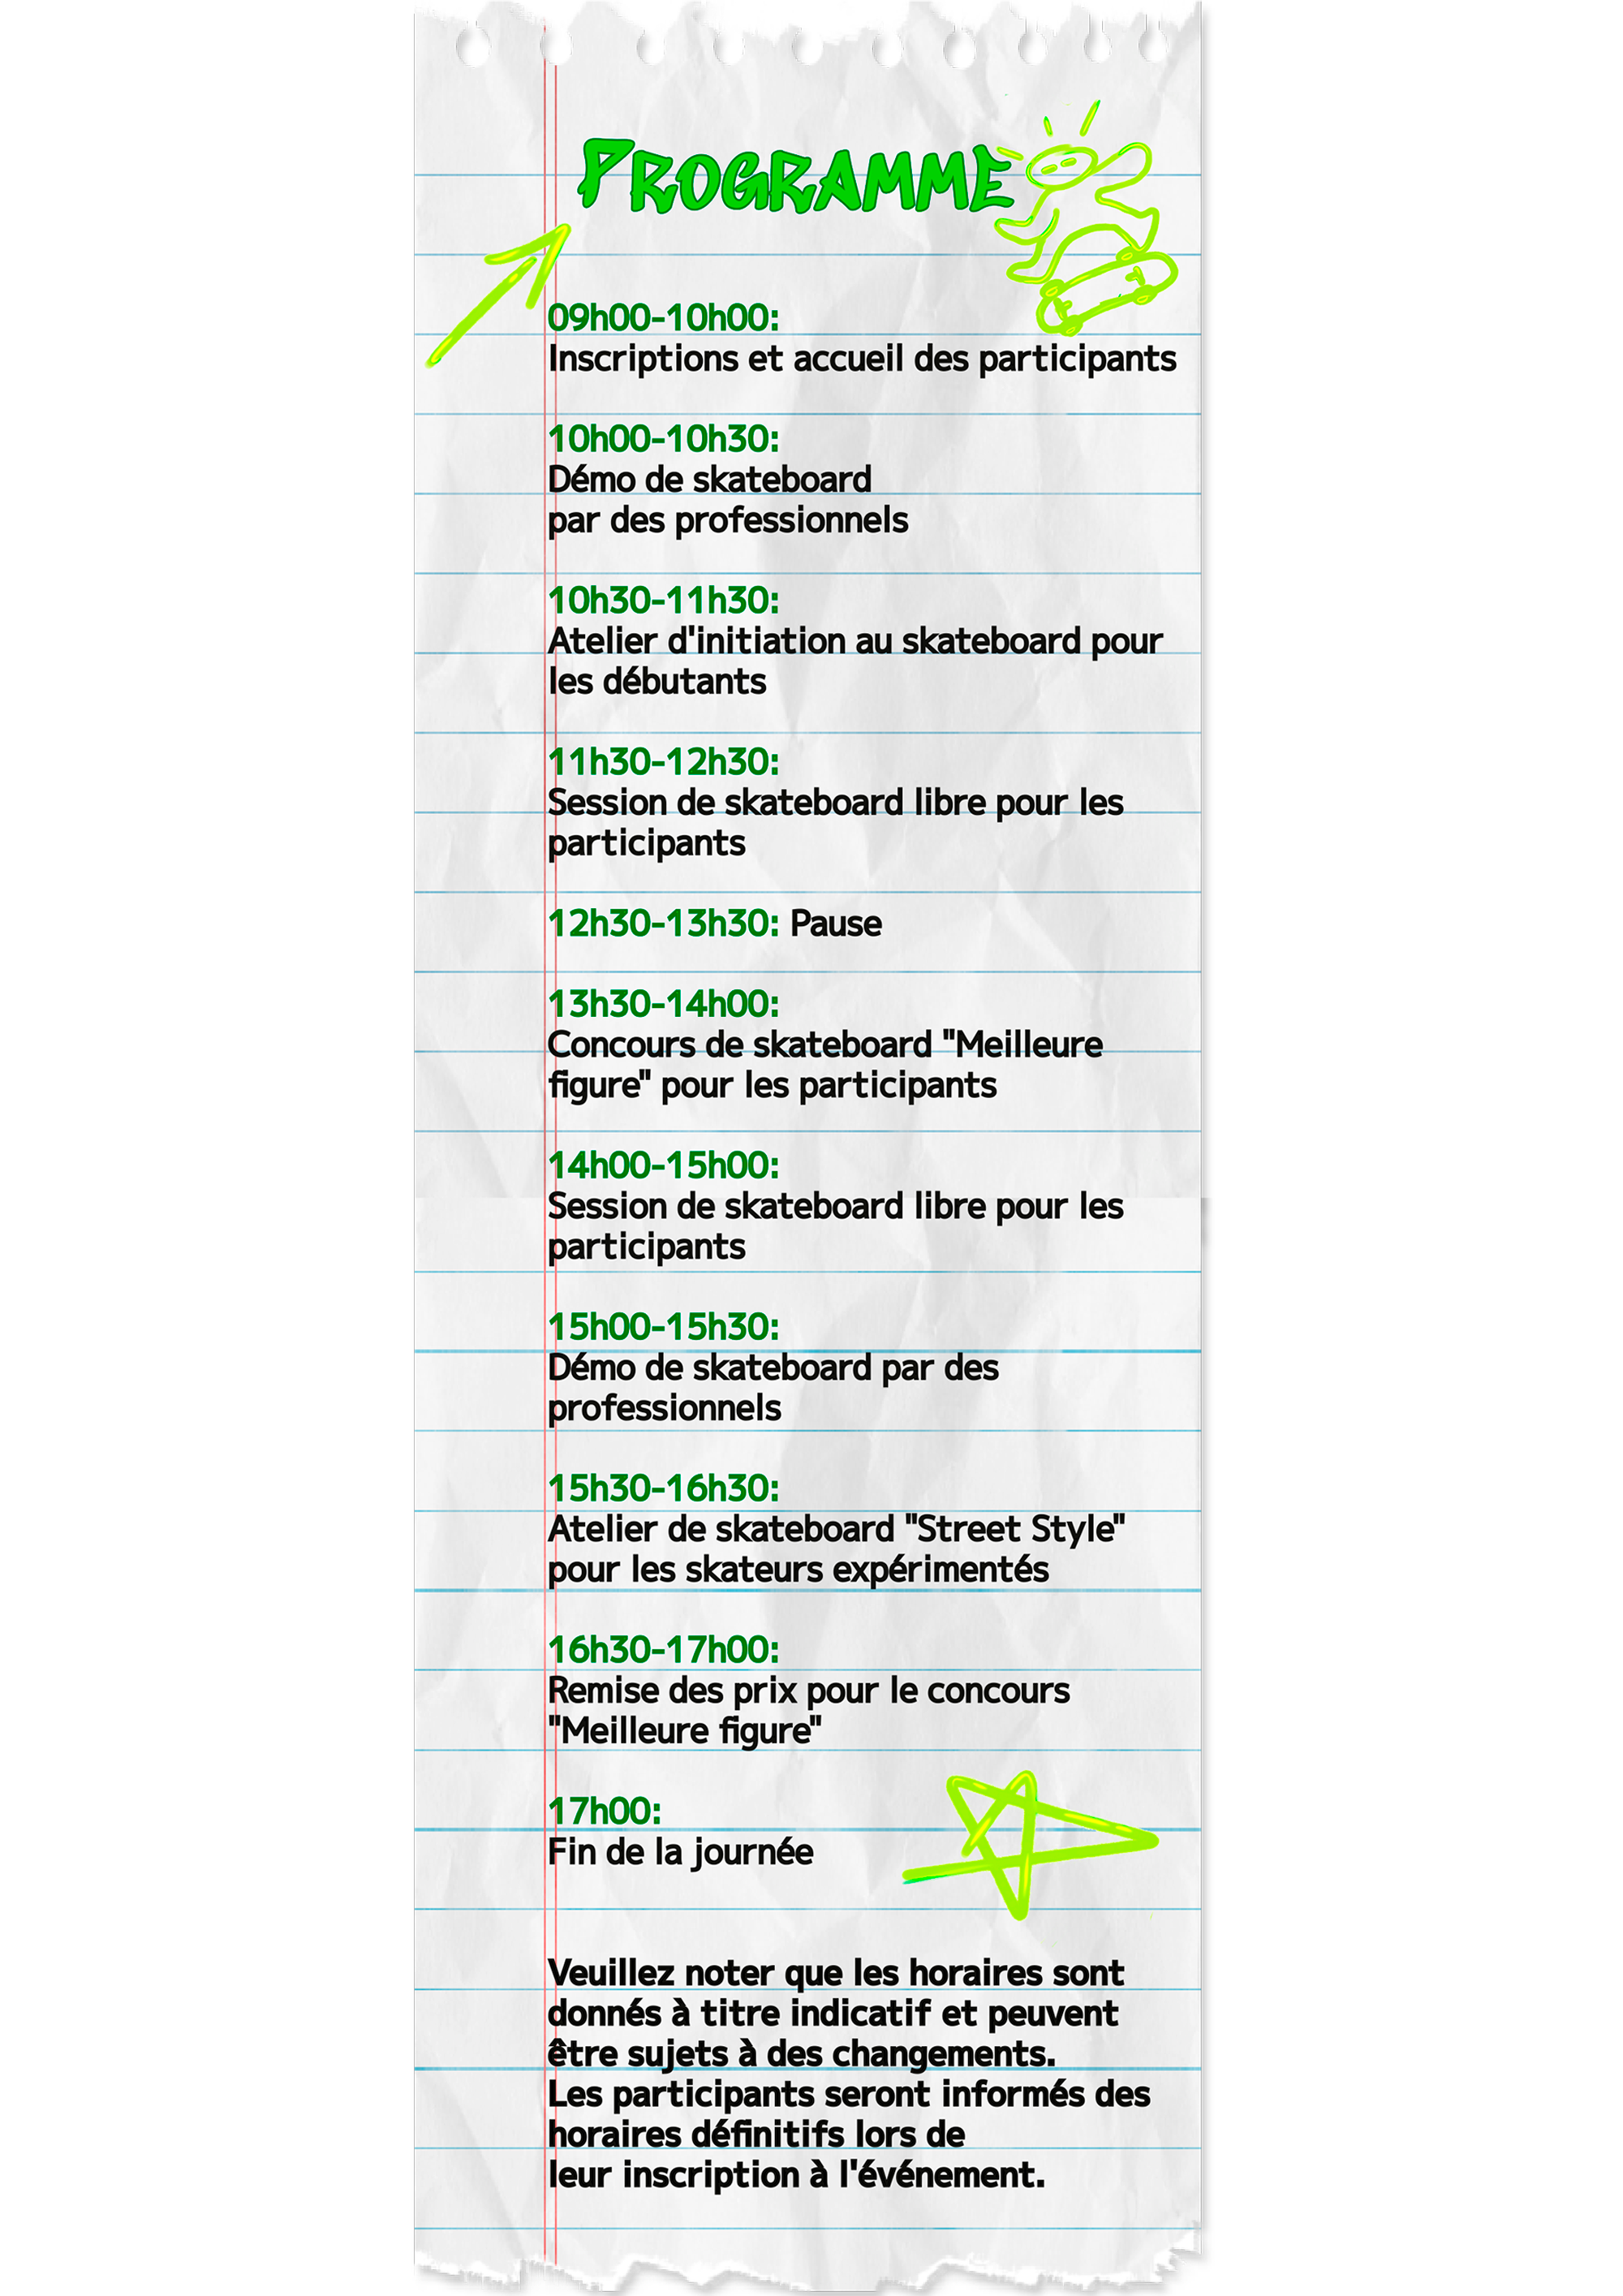 PROGRAMME
09h00-10h00:
Inscriptions et accueil des participants
10h00-10h30:
Démo de skateboard
par des professionnels
10h30-11h30:
Atelier d'initiation au skateboard pour
les débutants
11h30-12h30:
Session de skateboard libre pour les
participants
12h30-13h30: Pause
13h30-14h00:
Concours de skateboard "Meilleure
figure" pour les participants
14h00-15h00:
Session de skateboard libre pour les
participants
15h00-15h30:
Démo de skateboard par des
professionnels
15h30-16h30:
Atelier de skateboard "Street Style"
pour les skateurs expérimentés
16h30-17h00:
Remise des prix pour le concours
"Meilleure figure"
17h00:
Fin de la journée
Veuillez noter que les horaires sont
donnés à titre indicatif et peuvent
être sujets à des changements.
Les participants seront informés des
horaires définitifs lors de
leur inscription à l'événement.